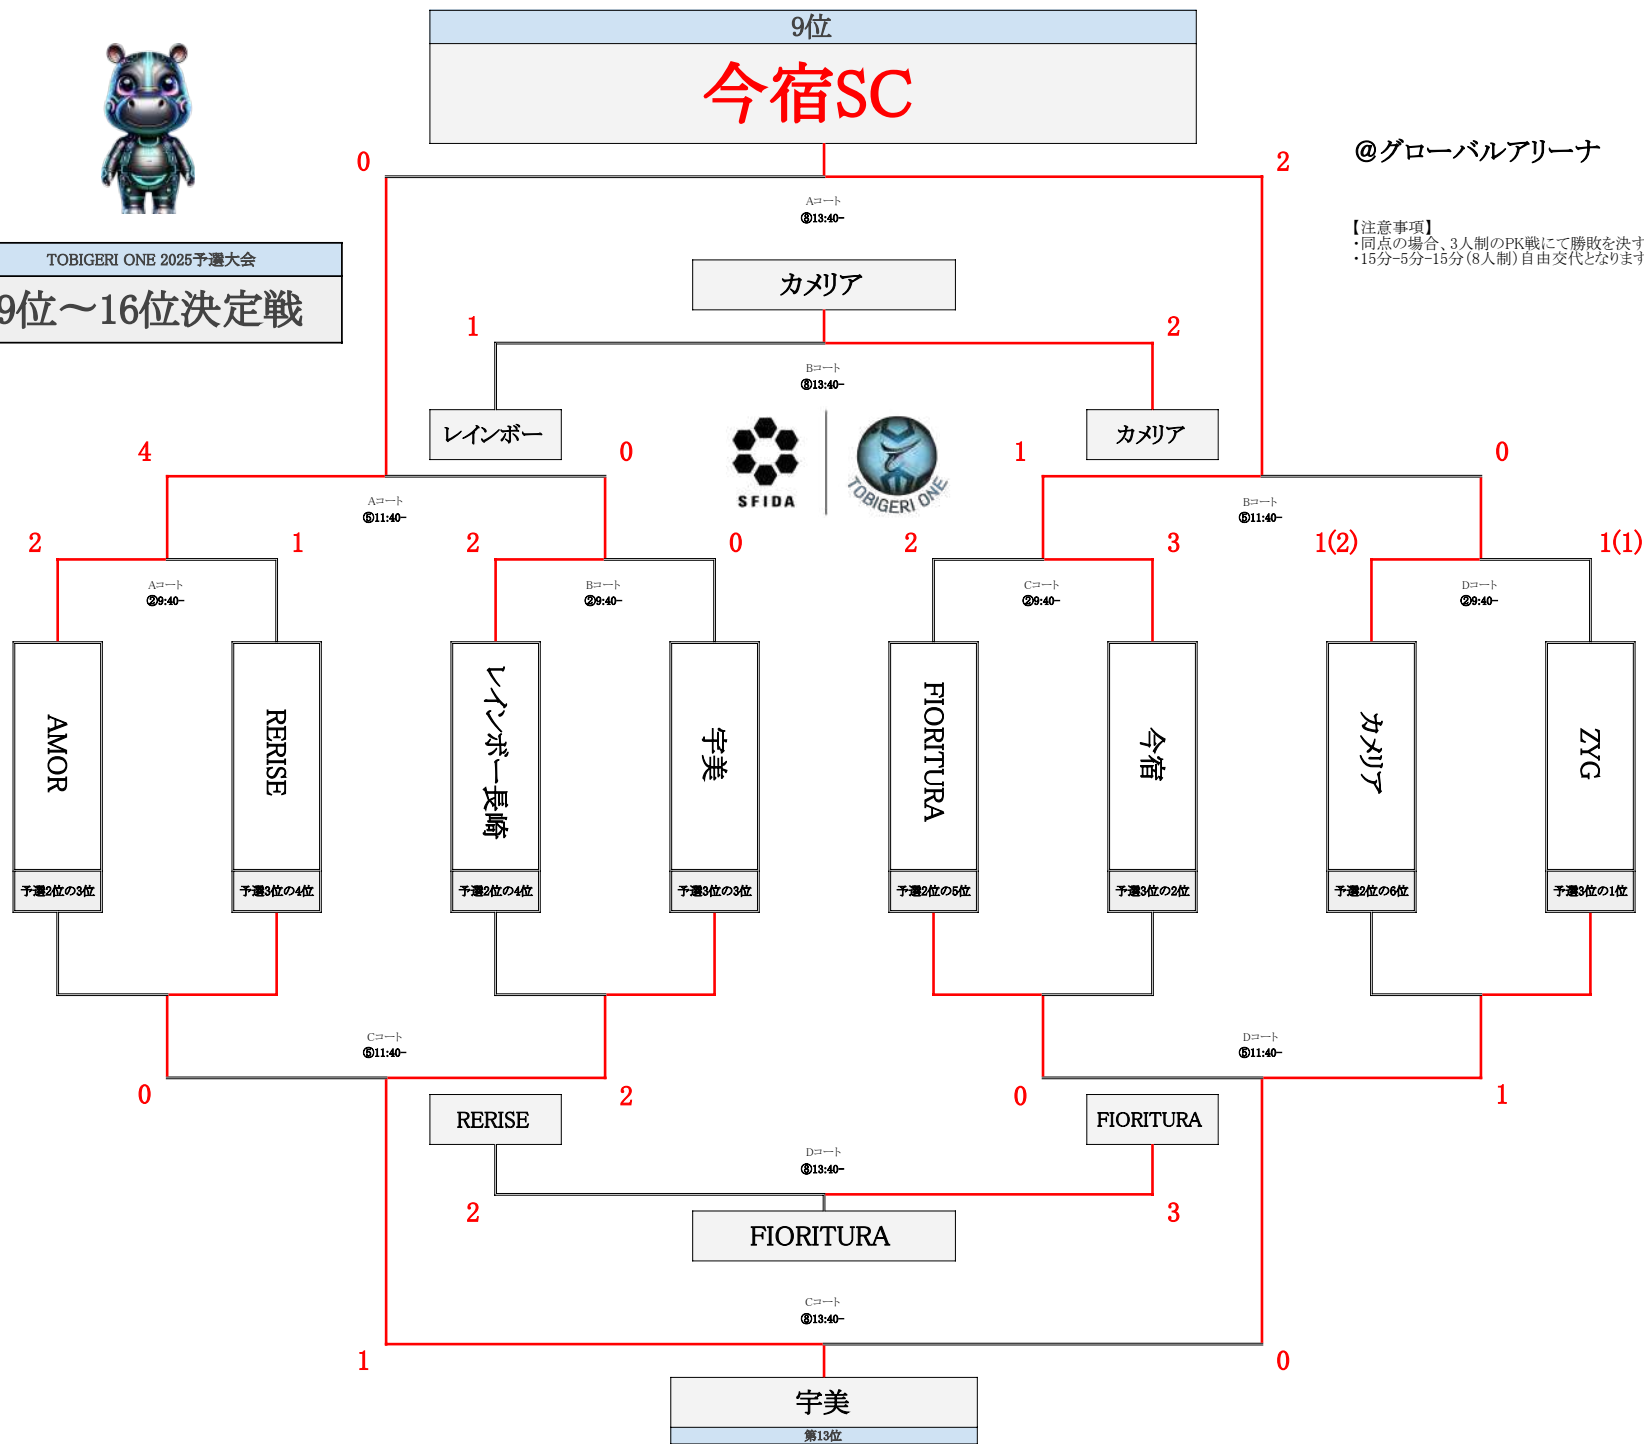 9位
今宿SC
@グローバルアリーナ
0
2
Aコート
⑧13:40-
【注意事項】
・同点の場合、3人制のPK戦にて勝敗を決す
・15分-5分-15分(8人制)自由交代となります
TOBIGERI ONE 2025予選大会
9位～16位決定戦
カメリア
1
2
Bコート
⑧13:40-
レインボー
カメリア
SFIDA
TOBIGERI ONE
4
0
1
0
Aコート
⑤11:40-
Bコート
⑤11:40-
2
1
2
0
2
3
1(2)
1(1)
Aコート
②9:40-
Bコート
②9:40-
Cコート
②9:40-
Dコート
②9:40-
AMOR
RERISE
レインボー長崎
宇美
FIORITURA
今宿
カメリア
ZYG
予選2位の3位
予選3位の4位
予選2位の4位
予選3位の3位
予選2位の5位
予選3位の2位
予選2位の6位
予選3位の1位
Cコート
⑤11:40-
Dコート
⑤11:40-
0
2
0
1
RERISE
FIORITURA
Dコート
⑧13:40-
2
3
FIORITURA
Cコート
⑧13:40-
1
0
宇美
第13位